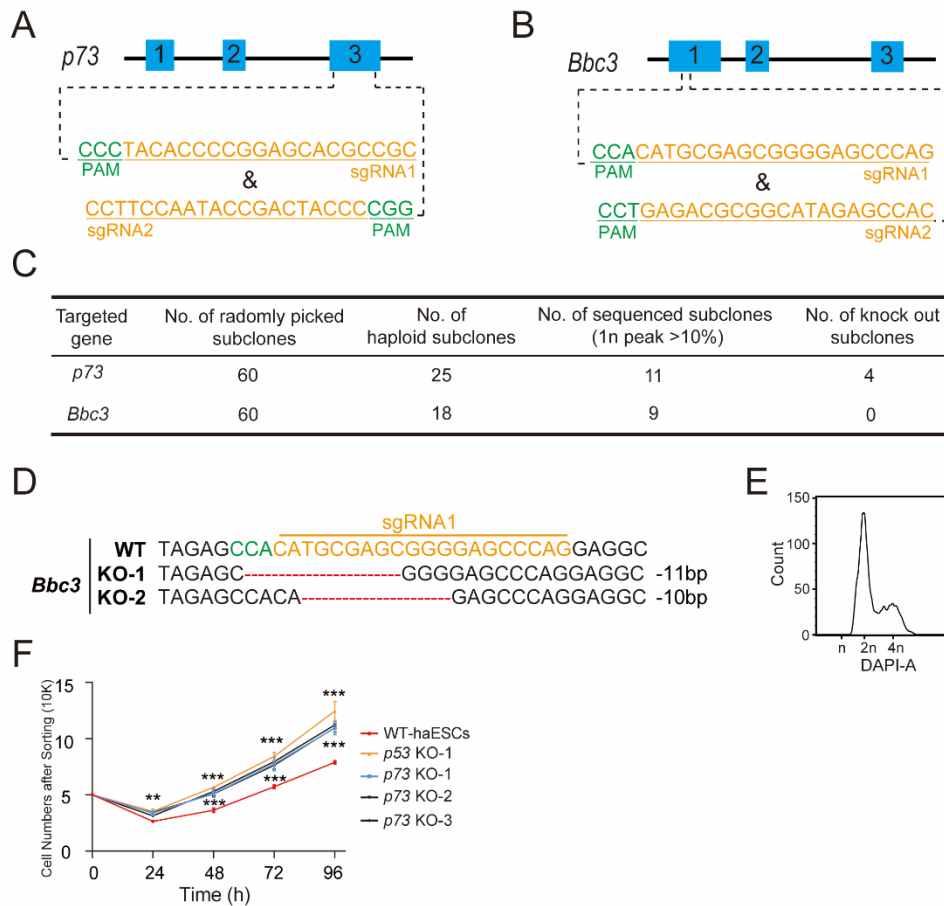 A
p73
1 2 3
CCCTACACCCCGGAGCACGCCGC
PAM sgRNA1
&
CCTTCCAATACCGACTACCCCGG
sgRNA2 PAM
B
Bbc3
1 2 3
CCACATGCGAGCGGGGAGCCCAG
PAM sgRNA1
&
CCTGAGACGCGGCATAGAGCCAC
PAM sgRNA2
C
Targeted gene No. of radomly picked subclones No. of haploid subclones No. of sequenced subclones (1n peak >10%) No. of knock out subclones
p73 60 25 11 4
Bbc3 60 18 9 0
D
sgRNA1
Bbc3
WT TAGAGCCACATGCGAGCGGGGAGCCCAGGAGGC
KO-1 TAGAGC-----------GGGGAGCCCAGGAGGC -11bp
KO-2 TAGAGCCACA----------GAGCCCAGGAGGC -10bp
E
Count
150
100
50
0
n 2n 4n
DAPI-A
F
Cell Numbers after Sorting (10K)
15
10
5
0
** *** *** *** *** *** ***
0 24 48 72 96
Time (h)
WT-haESCs
p53 KO-1
p73 KO-1
p73 KO-2
p73 KO-3